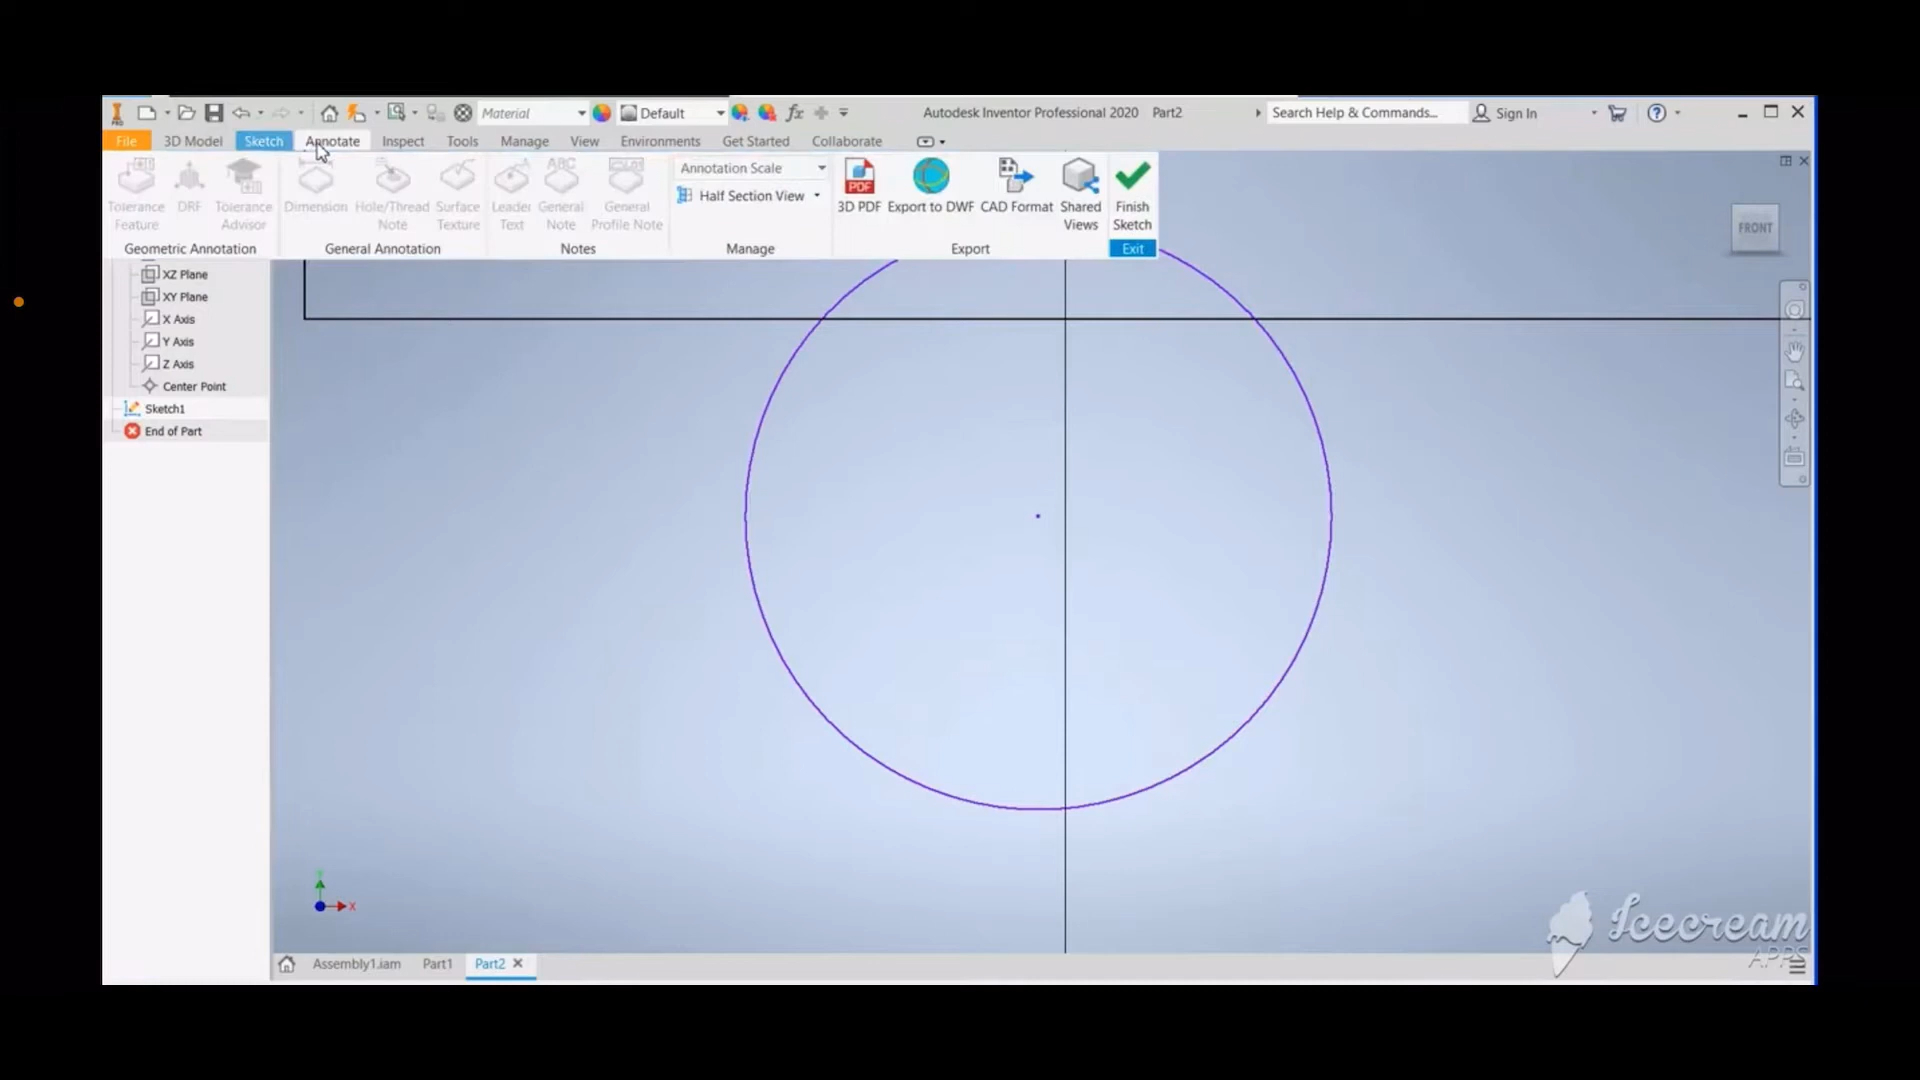 Material
Default
Autodesk Inventor Professional 2020 Part2
Search Help & Commands...
Sign In
File
3D Model
Sketch
Annotate
Inspect
Tools
Manage
View
Environments
Get Started
Collaborate
Tolerance Feature
DRF
Tolerance Advisor
Dimension
Hole/Thread Note
Surface Texture
Leader Text
General Note
General Profile Note
Annotation Scale
Half Section View
3D PDF
Export to DWF
CAD Format
Shared Views
Finish Sketch
Geometric Annotation
General Annotation
Notes
Manage
Export
Exit
FRONT
XZ Plane
XY Plane
X Axis
Y Axis
Z Axis
Center Point
Sketch1
End of Part
X
Icecream
APPS
Assembly1.iam
Part1
Part2